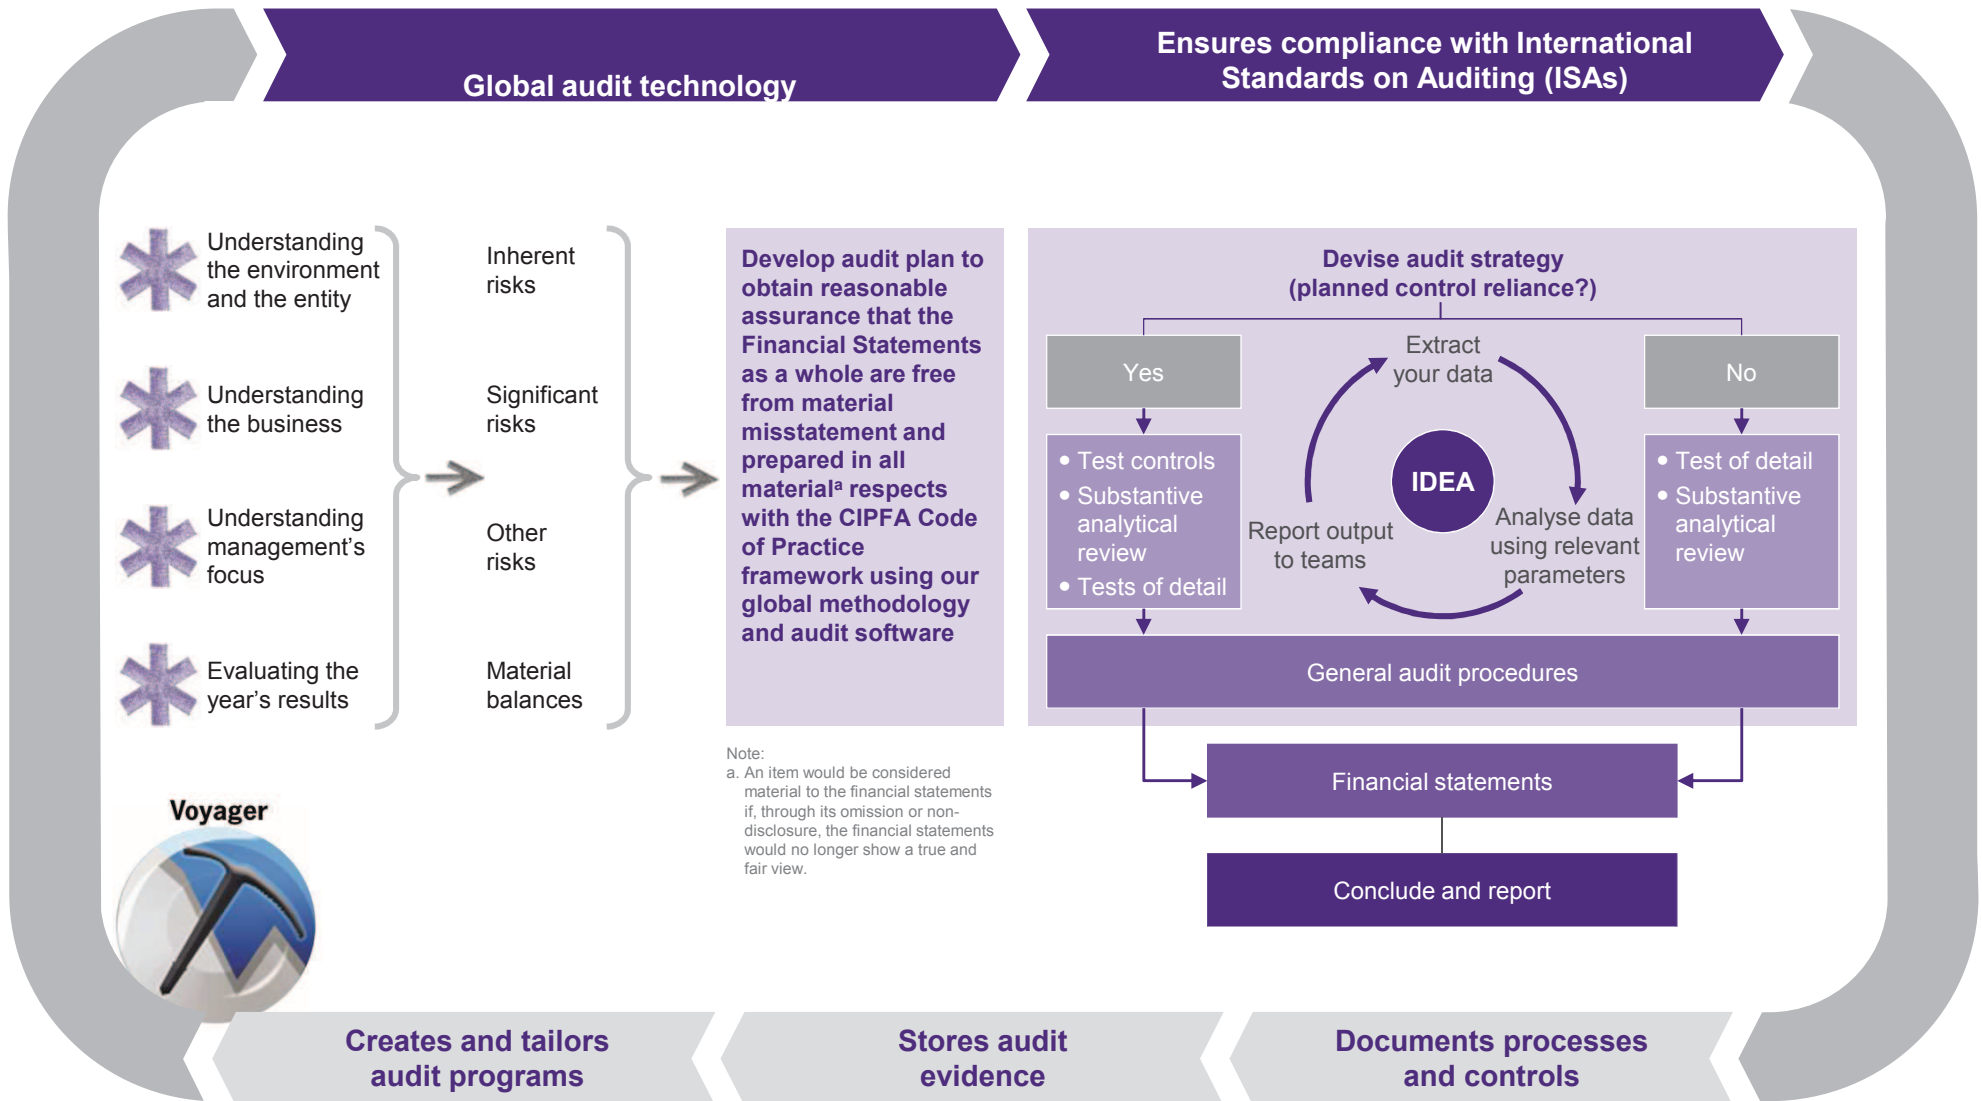 Global audit technology
Ensures compliance with International
Standards on Auditing (ISAs)
Understanding
the environment
and the entity
Understanding
the business
Understanding
management's
focus
Evaluating the
year's results
Inherent
risks
Significant
risks
Other
risks
Material
balances
Develop audit plan to
obtain reasonable
assurance that the
Financial Statements
as a whole are free
from material
misstatement and
prepared in all
materialᵃ respects
with the CIPFA Code
of Practice
framework using our
global methodology
and audit software
Note:
a. An item would be considered
material to the financial statements
if, through its omission or non-
disclosure, the financial statements
would no longer show a true and
fair view.
Devise audit strategy
(planned control reliance?)
Yes
• Test controls
• Substantive
analytical
review
• Tests of detail
Extract
your data
IDEA
Report output
to teams
Analyse data
using relevant
parameters
No
• Test of detail
• Substantive
analytical
review
General audit procedures
Financial statements
Conclude and report
Voyager
Creates and tailors
audit programs
Stores audit
evidence
Documents processes
and controls